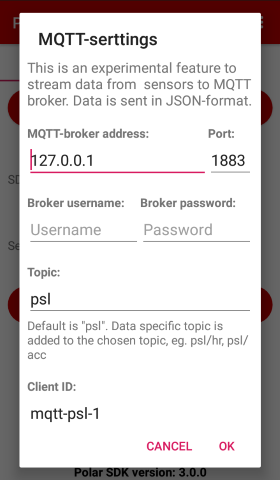 P
MQTT-serttings
This is an experimental feature to
stream data from sensors to MQTT
broker. Data is sent in JSON-format.
MQTT-broker address: Port:
127.0.0.1 1883
Broker username: Broker password:
Username Password
Topic:
psl
Default is "psl". Data specific topic is
added to the chosen topic, eg. psl/hr, psl/
acc
Client ID:
mqtt-psl-1
CANCEL OK
Polar SDK version: 3.0.0